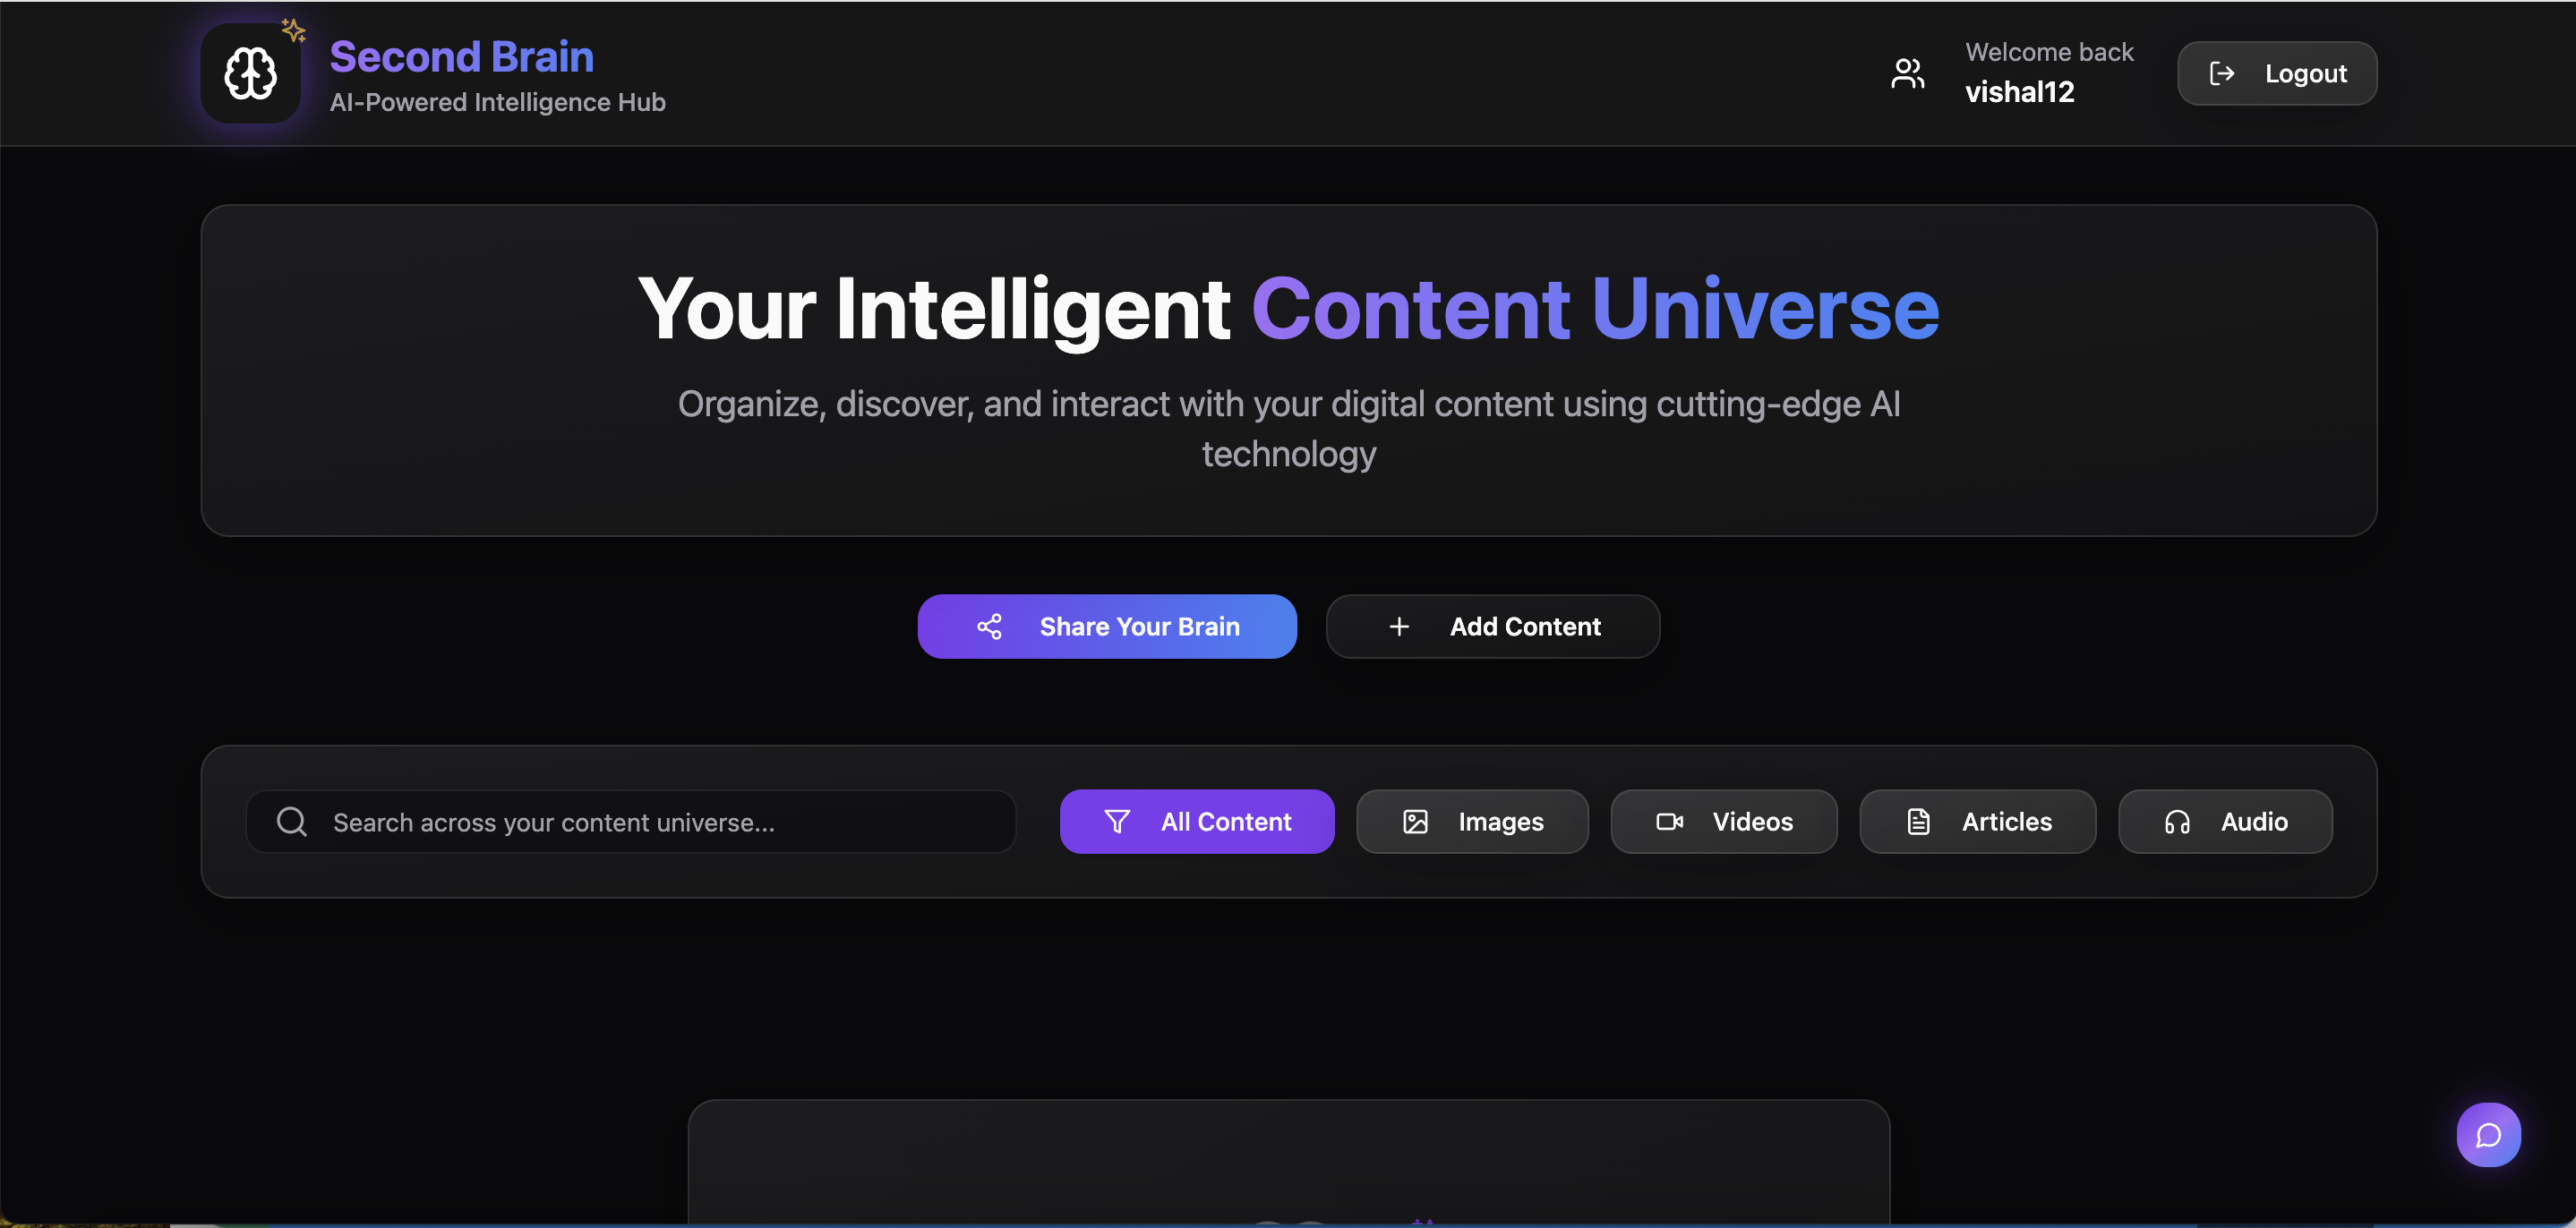 Second Brain
AI-Powered Intelligence Hub
Welcome back
vishal12
Logout
Your Intelligent Content Universe
Organize, discover, and interact with your digital content using cutting-edge AI
technology
Share Your Brain
Add Content
Search across your content universe...
All Content
Images
Videos
Articles
Audio